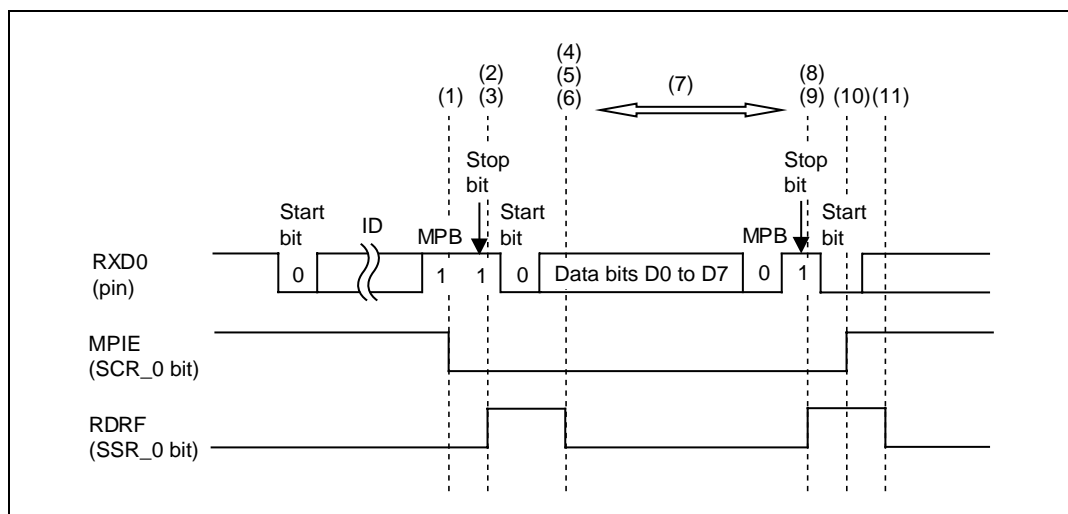 (4)
(2) (5) (7) (8)
(1) (3) (6) (9) (10) (11)
Stop bit Stop bit
Start bit ID MPB Start bit MPB Start bit
RXD0 (pin) 0 1 1 0 Data bits D0 to D7 0 1
MPIE
(SCR_0 bit)
RDRF
(SSR_0 bit)